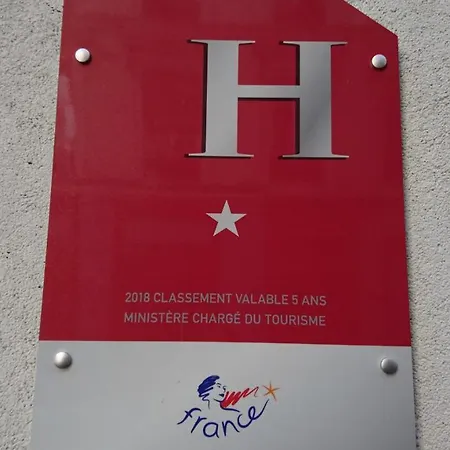 H
2018 CLASSEMENT VALABLE 5 ANS
MINISTÈRE CHARGÉ DU TOURISME
france